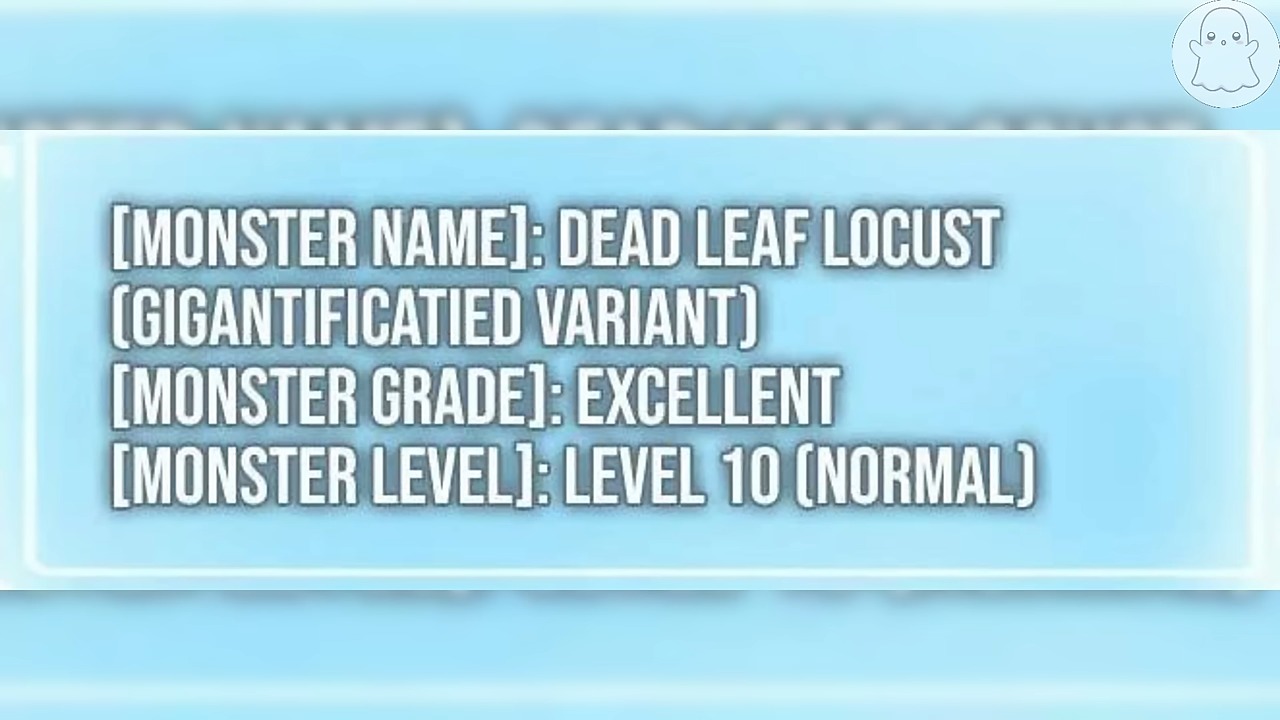 [MONSTER NAME]: DEAD LEAF LOCUST
(GIGANTIFICATIED VARIANT)
[MONSTER GRADE]: EXCELLENT
[MONSTER LEVEL]: LEVEL 10 (NORMAL)